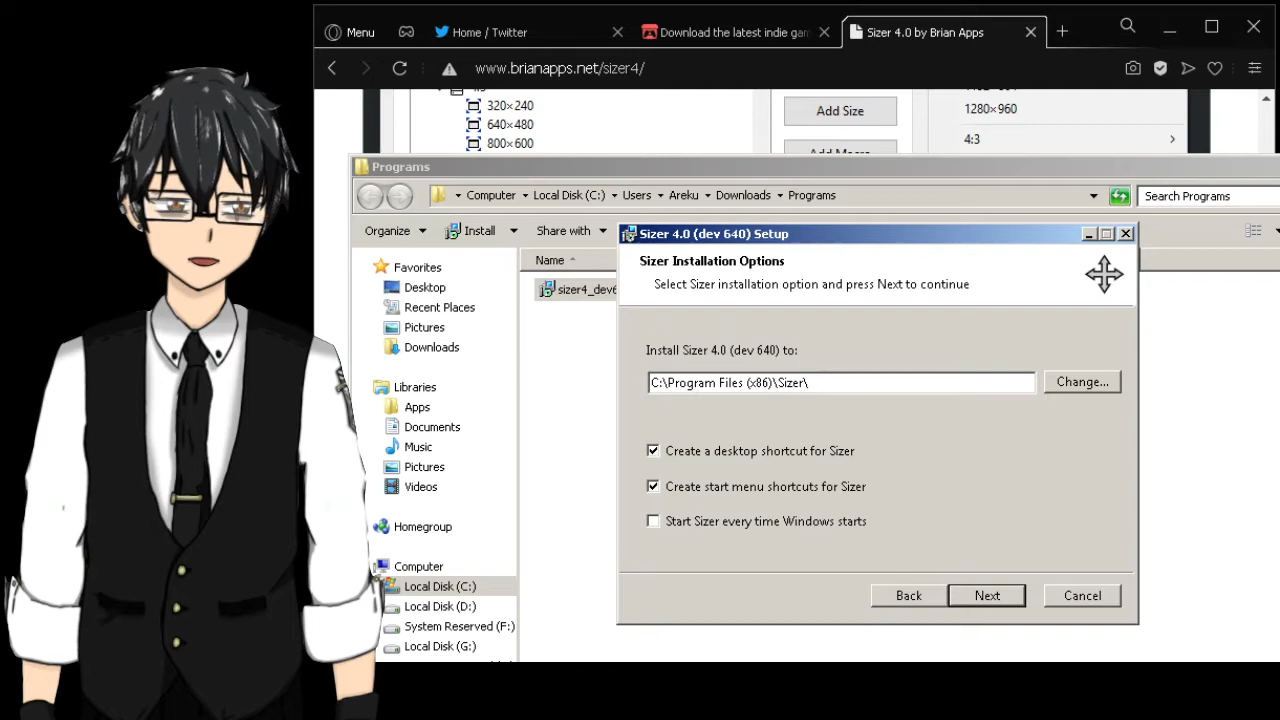 Menu
Home / Twitter
Download the latest indie gam
Sizer 4.0 by Brian Apps
www.brianapps.net/sizer4/
320×240
640×480
800×600
Add Size
1280×960
4:3
Programs
Computer
Local Disk (C:)
Users
Areku
Downloads
Programs
Search Programs
Organize
Install
Share with
Name
sizer4_dev6
Favorites
Desktop
Recent Places
Pictures
Downloads
Libraries
Apps
Documents
Music
Pictures
Videos
Homegroup
Computer
Local Disk (C:)
Local Disk (D:)
System Reserved (F:)
Local Disk (G:)
Sizer 4.0 (dev 640) Setup
Sizer Installation Options
Select Sizer installation option and press Next to continue
Install Sizer 4.0 (dev 640) to:
C:\Program Files (x86)\Sizer\
Change...
Create a desktop shortcut for Sizer
Create start menu shortcuts for Sizer
Start Sizer every time Windows starts
Back
Next
Cancel